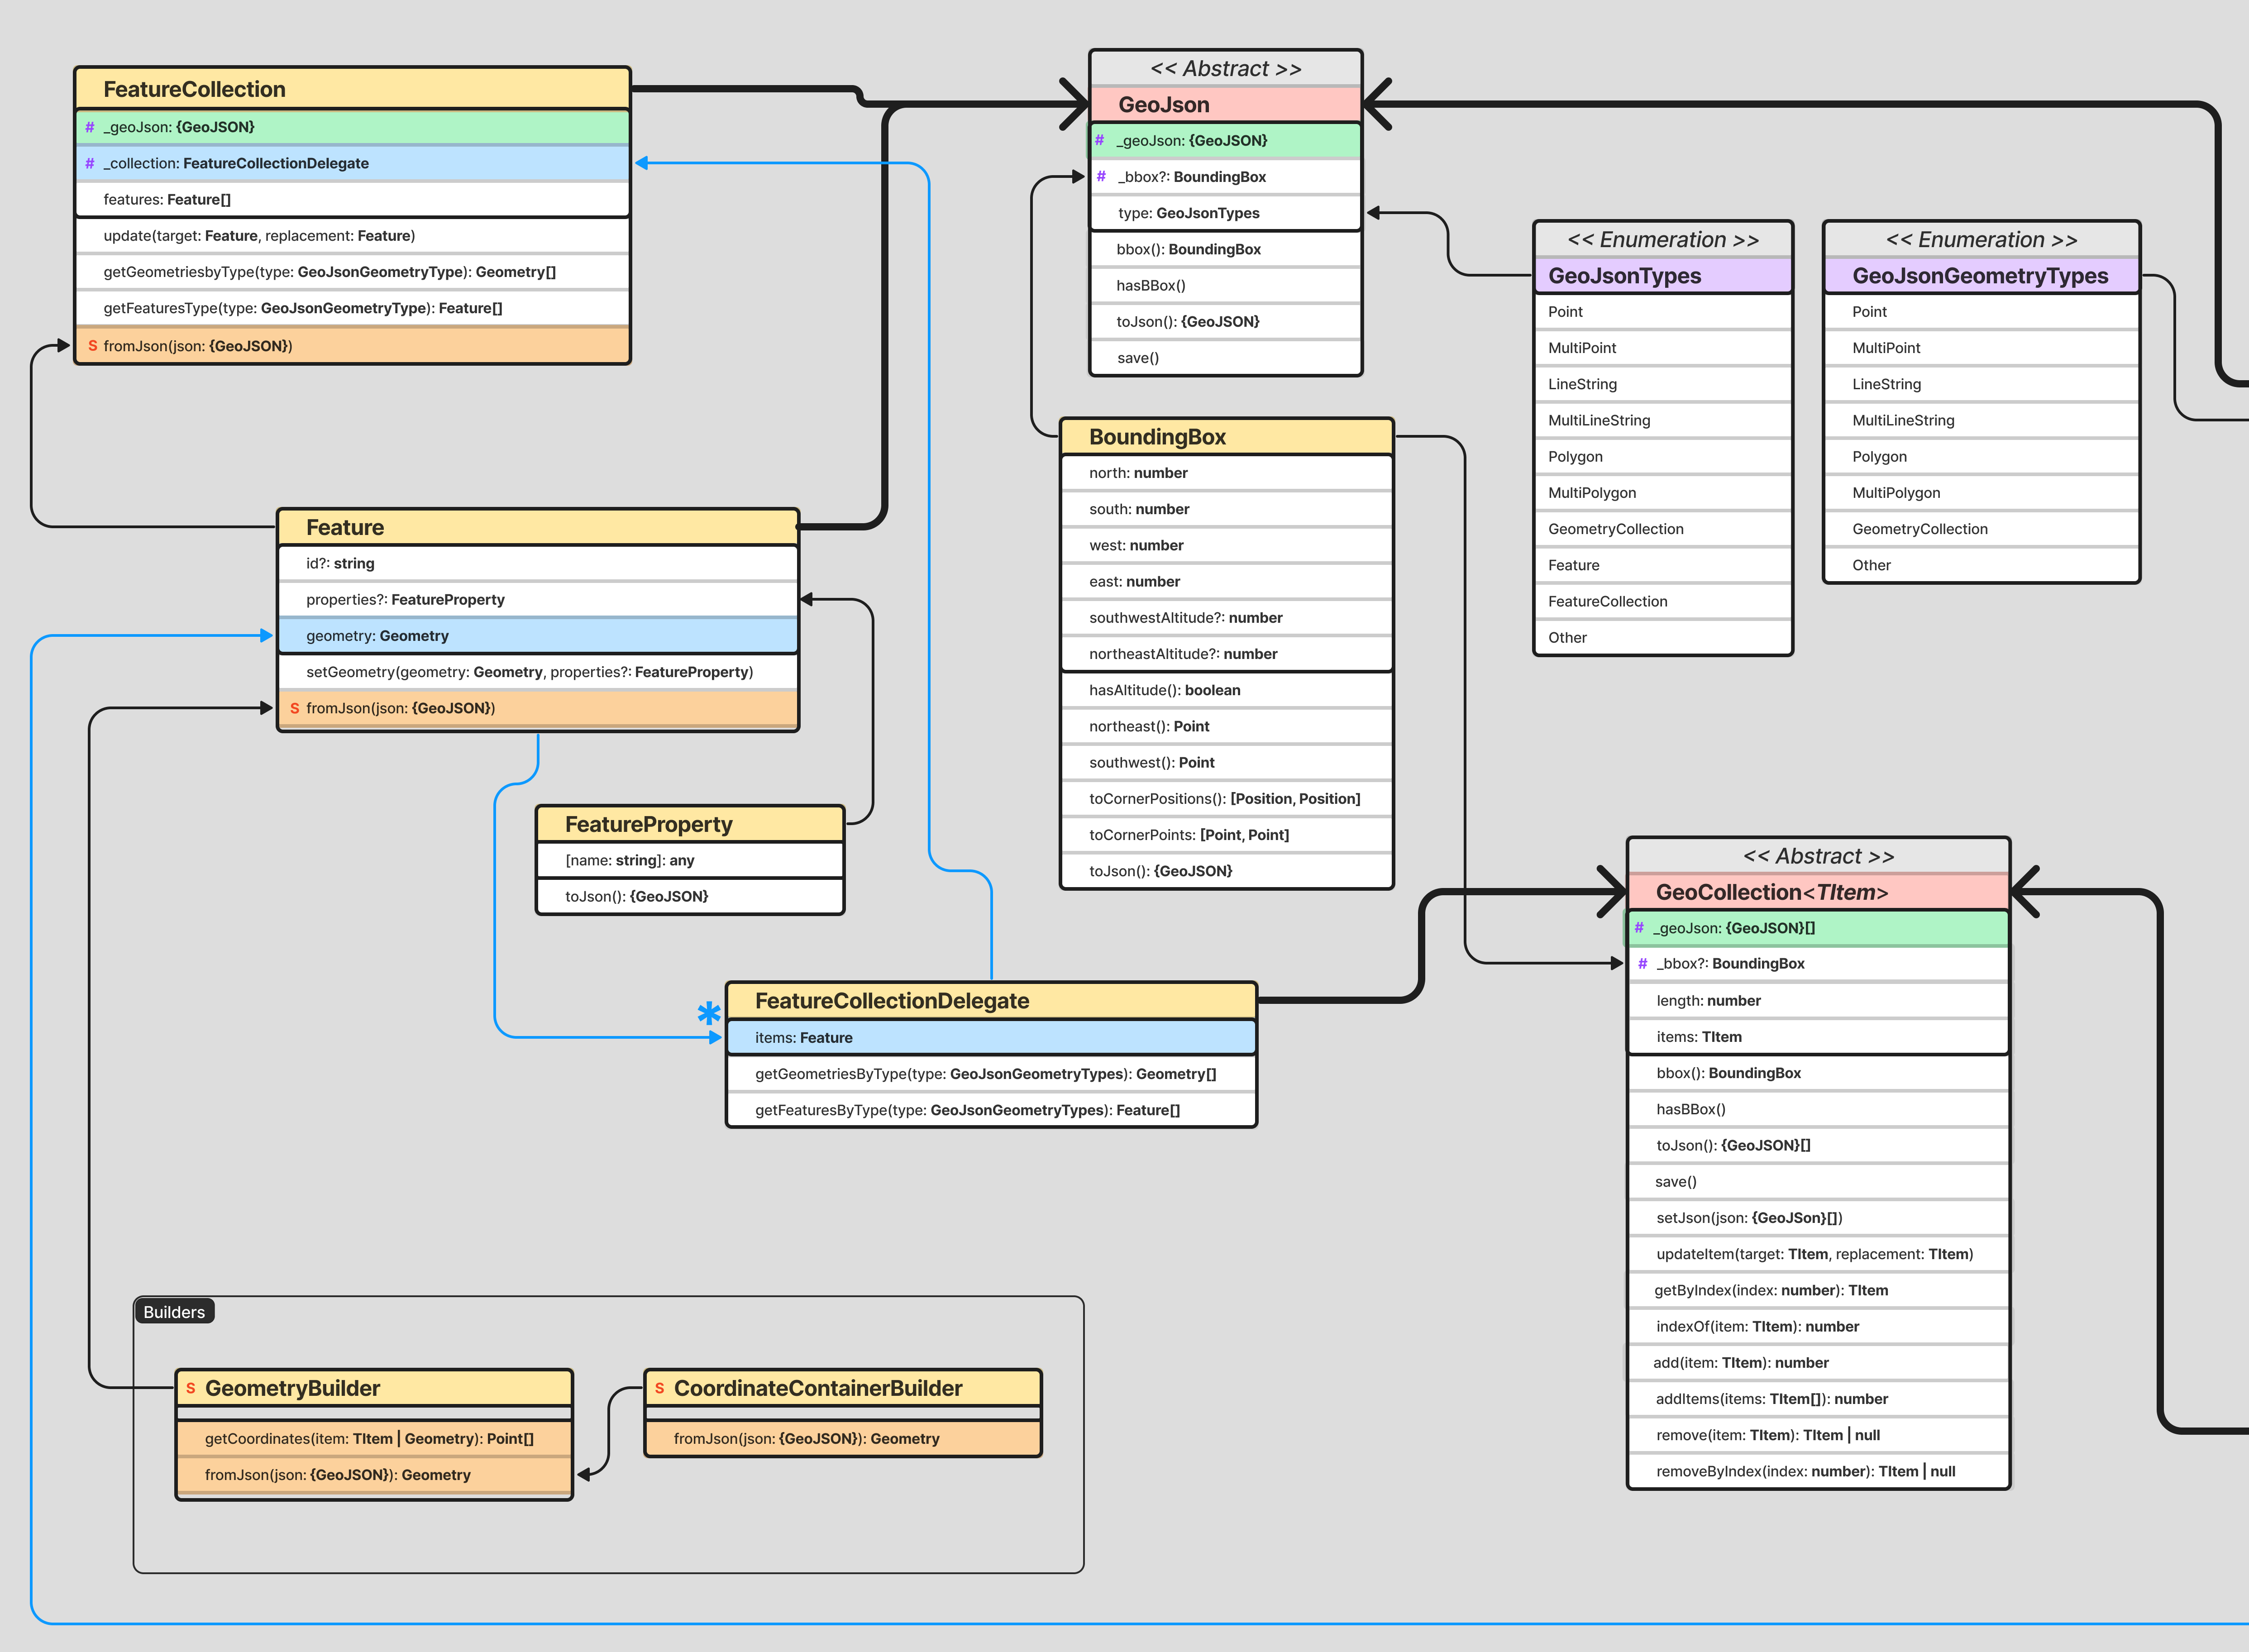 FeatureCollection
# _geoJson: {GeoJSON}
# _collection: FeatureCollectionDelegate
features: Feature[]
update(target: Feature, replacement: Feature)
getGeometriesbyType(type: GeoJsonGeometryType): Geometry[]
getFeaturesType(type: GeoJsonGeometryType): Feature[]
S fromJson(json: {GeoJSON})
<< Abstract >>
GeoJson
# _geoJson: {GeoJSON}
# _bbox?: BoundingBox
type: GeoJsonTypes
bbox(): BoundingBox
hasBBox()
toJson(): {GeoJSON}
save()
<< Enumeration >>
GeoJsonTypes
Point
MultiPoint
LineString
MultiLineString
Polygon
MultiPolygon
GeometryCollection
Feature
FeatureCollection
Other
<< Enumeration >>
GeoJsonGeometryTypes
Point
MultiPoint
LineString
MultiLineString
Polygon
MultiPolygon
GeometryCollection
Other
BoundingBox
north: number
south: number
west: number
east: number
southwestAltitude?: number
northeastAltitude?: number
hasAltitude(): boolean
northeast(): Point
southwest(): Point
toCornerPositions(): [Position, Position]
toCornerPoints: [Point, Point]
toJson(): {GeoJSON}
Feature
id?: string
properties?: FeatureProperty
geometry: Geometry
setGeometry(geometry: Geometry, properties?: FeatureProperty)
S fromJson(json: {GeoJSON})
FeatureProperty
[name: string]: any
toJson(): {GeoJSON}
*
FeatureCollectionDelegate
items: Feature
getGeometriesByType(type: GeoJsonGeometryTypes): Geometry[]
getFeaturesByType(type: GeoJsonGeometryTypes): Feature[]
<< Abstract >>
GeoCollection<TItem>
# _geoJson: {GeoJSON}[]
# _bbox?: BoundingBox
length: number
items: TItem
bbox(): BoundingBox
hasBBox()
toJson(): {GeoJSON}[]
save()
setJson(json: {GeoJSon}[])
updateItem(target: TItem, replacement: TItem)
getByIndex(index: number): TItem
indexOf(item: TItem): number
add(item: TItem): number
addItems(items: TItem[]): number
remove(item: TItem): TItem | null
removeByIndex(index: number): TItem | null
Builders
S GeometryBuilder
getCoordinates(item: TItem | Geometry): Point[]
fromJson(json: {GeoJSON}): Geometry
S CoordinateContainerBuilder
fromJson(json: {GeoJSON}): Geometry